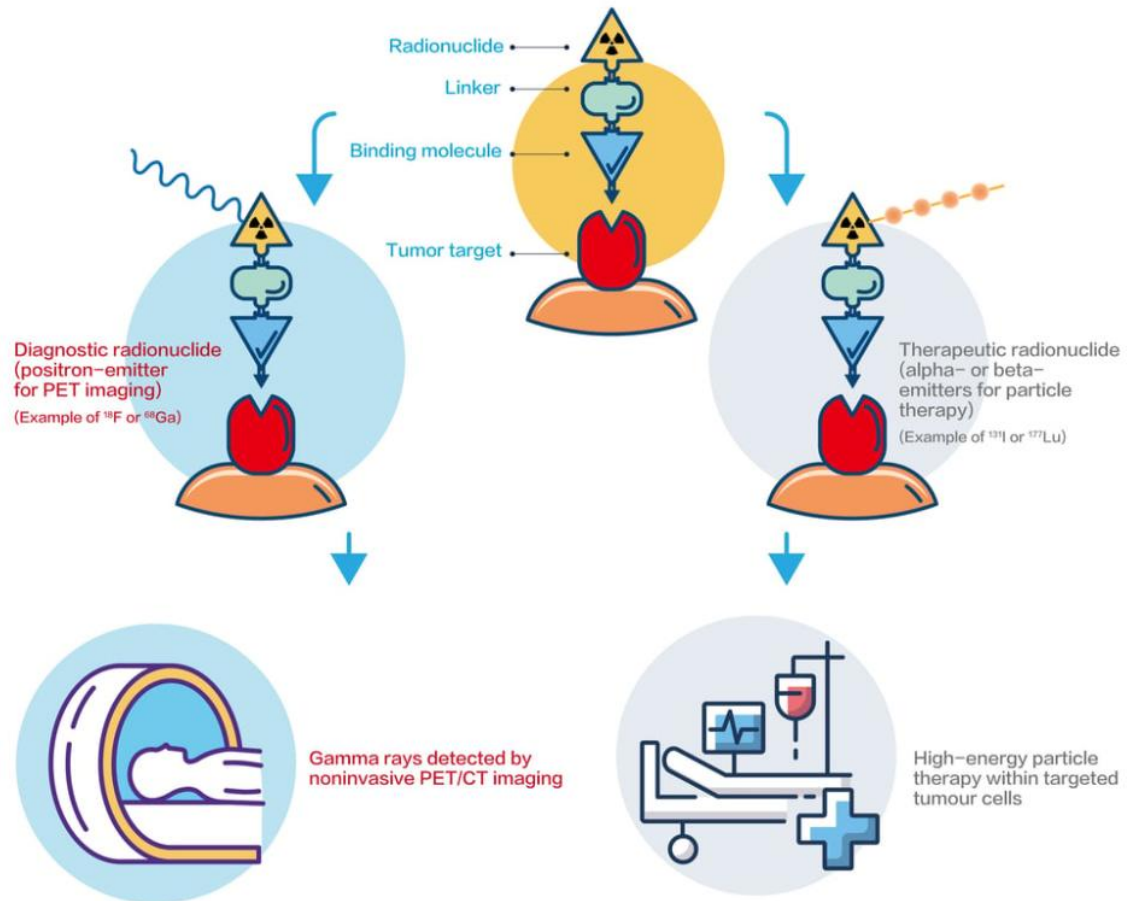 Radionuclide
Linker
Binding molecule
Tumor target
Diagnostic radionuclide
(positron-emitter
for PET imaging)
(Example of ¹⁸F or ⁶⁸Ga)
Therapeutic radionuclide
(alpha- or beta-
emitters for particle
therapy)
(Example of ¹³¹I or ¹⁷⁷Lu)
Gamma rays detected by
noninvasive PET/CT imaging
High-energy particle
therapy within targeted
tumour cells